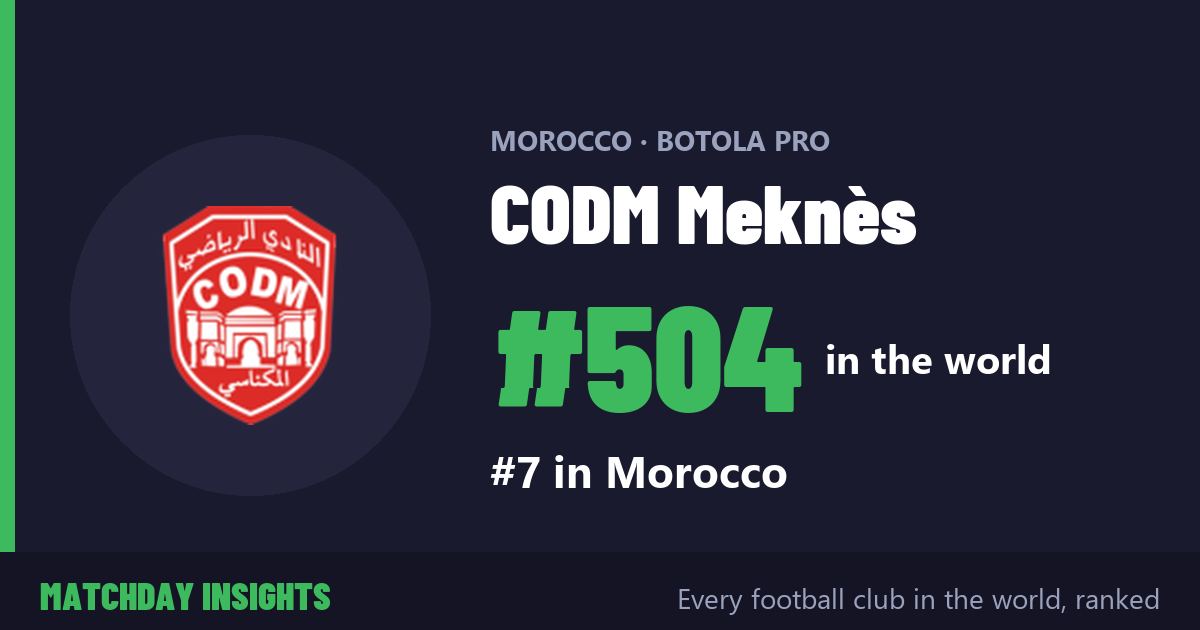 MOROCCO · BOTOLA PRO
CODM Meknès
النادي الرياضي
CODM
المكناسي
#504 in the world
#7 in Morocco
MATCHDAY INSIGHTS
Every football club in the world, ranked